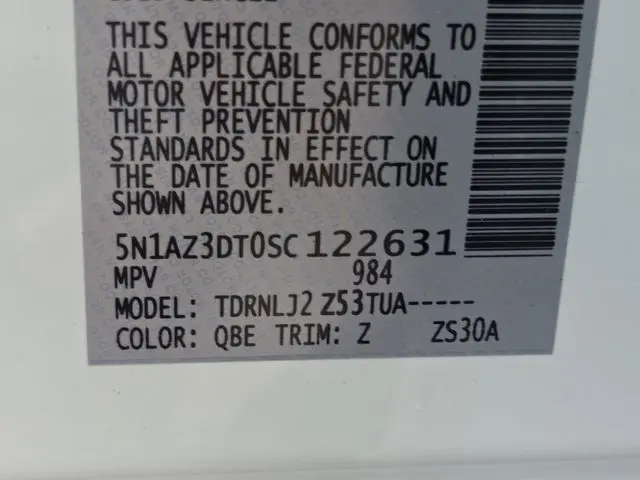 THIS VEHICLE CONFORMS TO
ALL APPLICABLE FEDERAL
MOTOR VEHICLE SAFETY AND
THEFT PREVENTION
STANDARDS IN EFFECT ON
THE DATE OF MANUFACTURE
SHOWN ABOVE.
5N1AZ3DT0SC122631
MPV 984
MODEL: TDRNLJ2 Z53TUA-----
COLOR: QBE TRIM: Z ZS30A